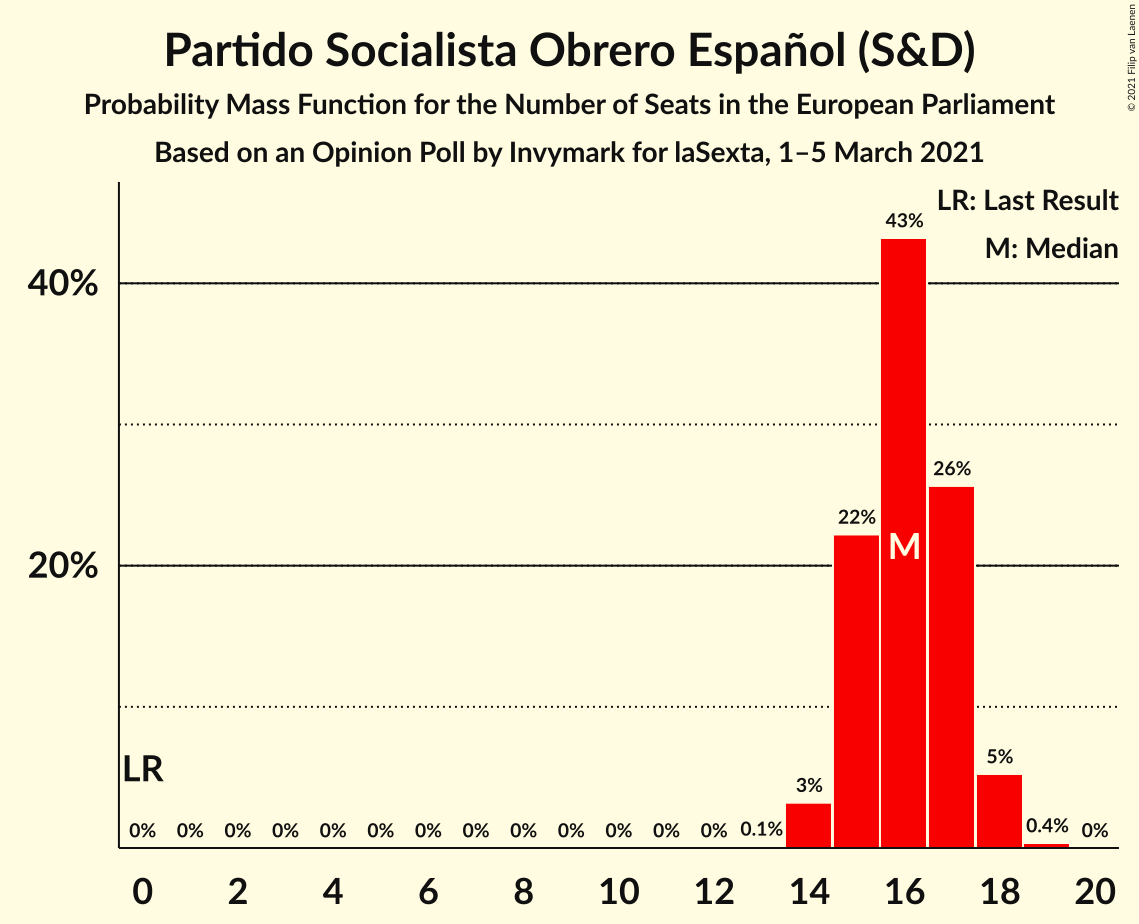 Partido Socialista Obrero Español (S&D)
Probability Mass Function for the Number of Seats in the European Parliament
Based on an Opinion Poll by Invymark for laSexta, 1–5 March 2021
© 2021 Filip van Laenen
LR: Last Result
M: Median
43%
40%
26%
22%
M
20%
LR
5%
3%
0% 0% 0% 0% 0% 0% 0% 0% 0% 0% 0% 0% 0% 0.1% 0.4% 0%
0 2 4 6 8 10 12 14 16 18 20